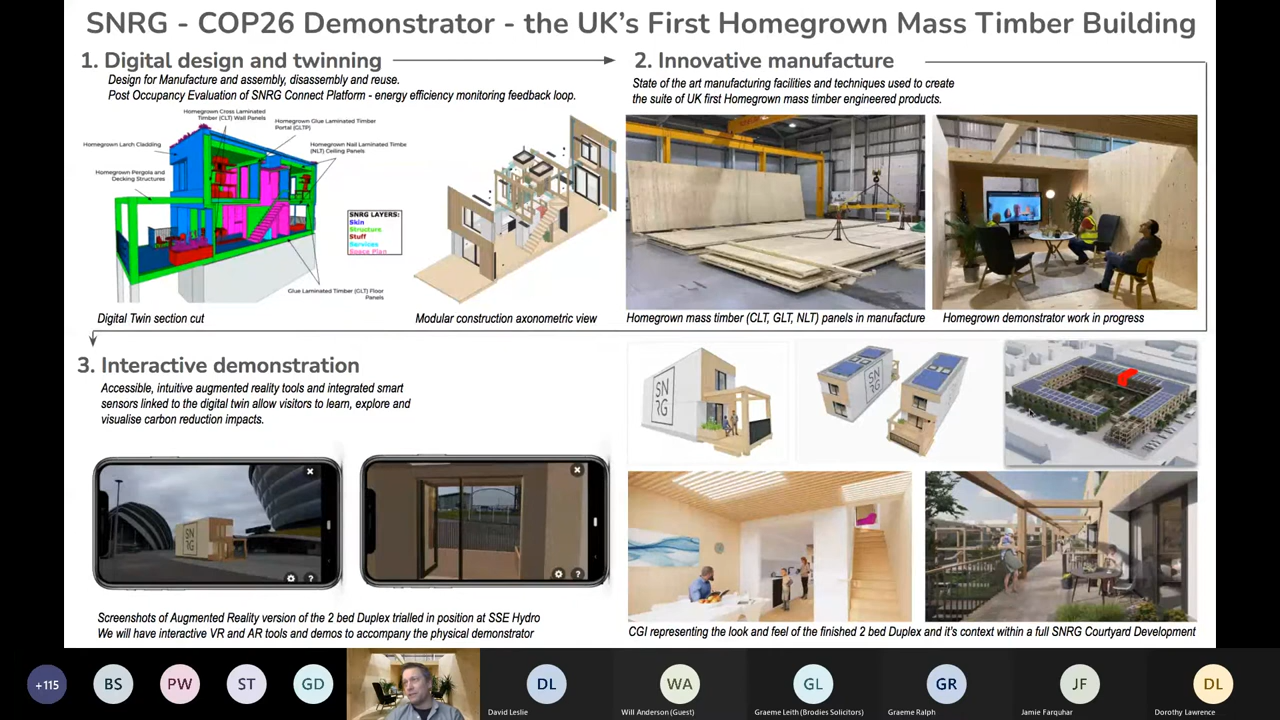 SNRG - COP26 Demonstrator - the UK's First Homegrown Mass Timber Building
1. Digital design and twinning
Design for Manufacture and assembly, disassembly and reuse.
Post Occupancy Evaluation of SNRG Connect Platform - energy efficiency monitoring feedback loop.
Homegrown Cross Laminated
Timber (CLT) Wall Panels
Homegrown Glue Laminated Timber
Portal (GLTP)
Homegrown Larch Cladding
Homegrown Nail Laminated Timbe
(NLT) Ceiling Panels
Homegrown Pergola and
Decking Structures
SNRG LAYERS:
Skin
Structure
Stuff
Services
Space Plan
Glue Laminated Timber (GLT) Floor
Panels
Digital Twin section cut
Modular construction axonometric view
2. Innovative manufacture
State of the art manufacturing facilities and techniques used to create
the suite of UK first Homegrown mass timber engineered products.
Homegrown mass timber (CLT, GLT, NLT) panels in manufacture
Homegrown demonstrator work in progress
3. Interactive demonstration
Accessible, intuitive augmented reality tools and integrated smart
sensors linked to the digital twin allow visitors to learn, explore and
visualise carbon reduction impacts.
SN
RG
?
?
Screenshots of Augmented Reality version of the 2 bed Duplex trialled in position at SSE Hydro
We will have interactive VR and AR tools and demos to accompany the physical demonstrator
SN
RG
SN
RG
CGI representing the look and feel of the finished 2 bed Duplex and it's context within a full SNRG Courtyard Development
+115
BS
PW
ST
GD
DL
David Leslie
WA
Will Anderson (Guest)
GL
Graeme Leith (Brodies Solicitors)
GR
Graeme Ralph
JF
Jamie Farquhar
DL
Dorothy Lawrence